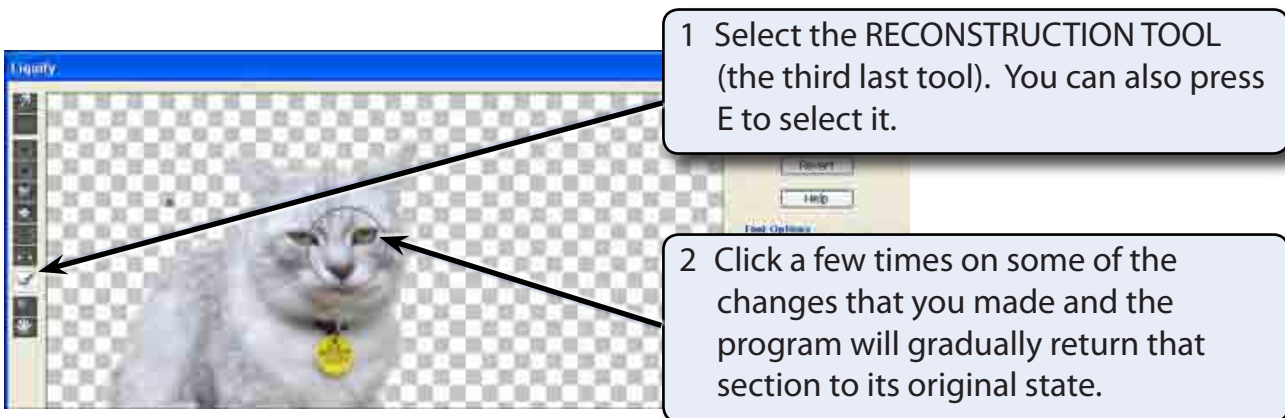 1 Select the RECONSTRUCTION TOOL
(the third last tool). You can also press
E to select it.
Liquify
Revert
Help
Tool Options
2 Click a few times on some of the
changes that you made and the
program will gradually return that
section to its original state.